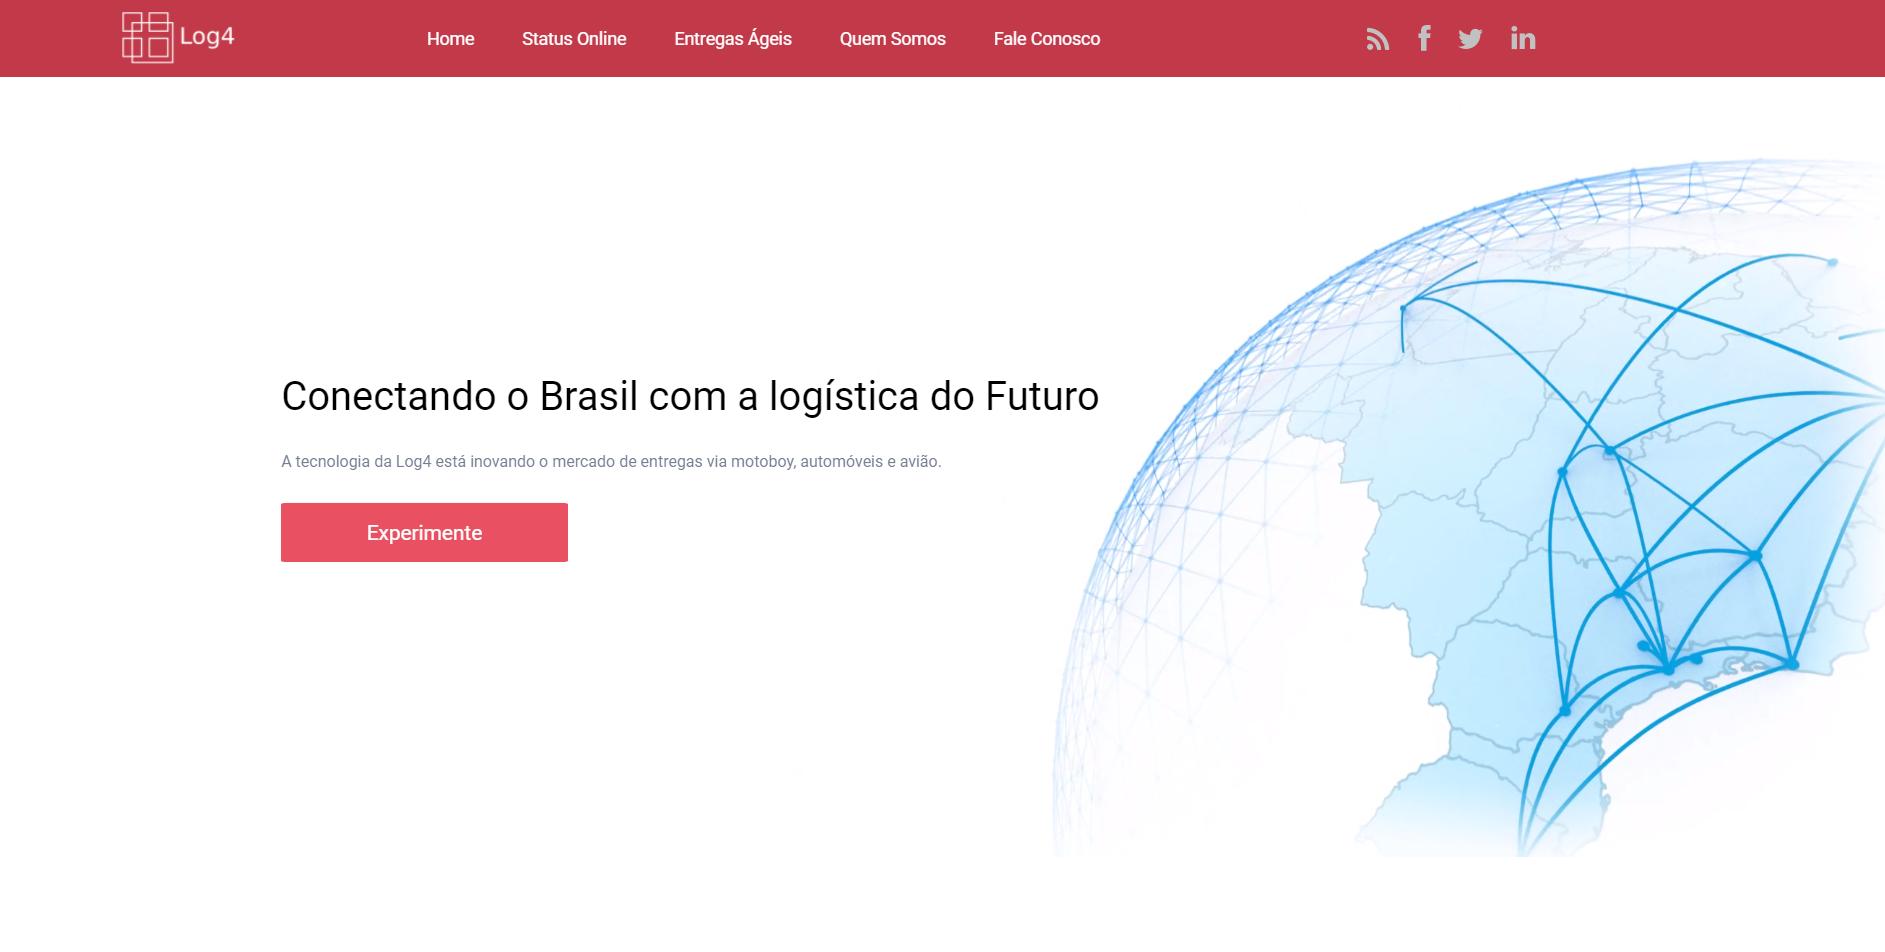 Log4
Home
Status Online
Entregas Ágeis
Quem Somos
Fale Conosco
Conectando o Brasil com a logística do Futuro
A tecnologia da Log4 está inovando o mercado de entregas via motoboy, automóveis e avião.
Experimente